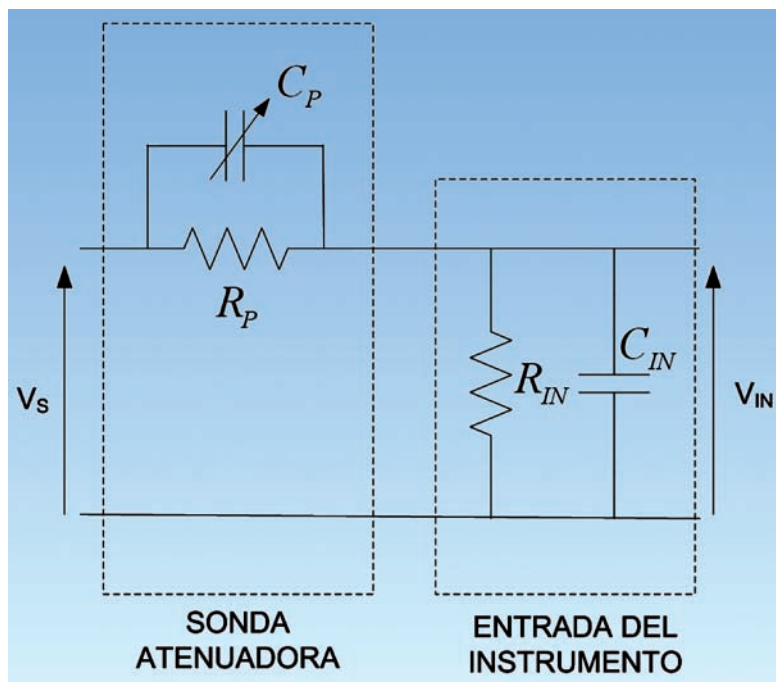 C_P
R_P
V_S
R_IN
C_IN
V_IN
SONDA
ATENUADORA
ENTRADA DEL
INSTRUMENTO